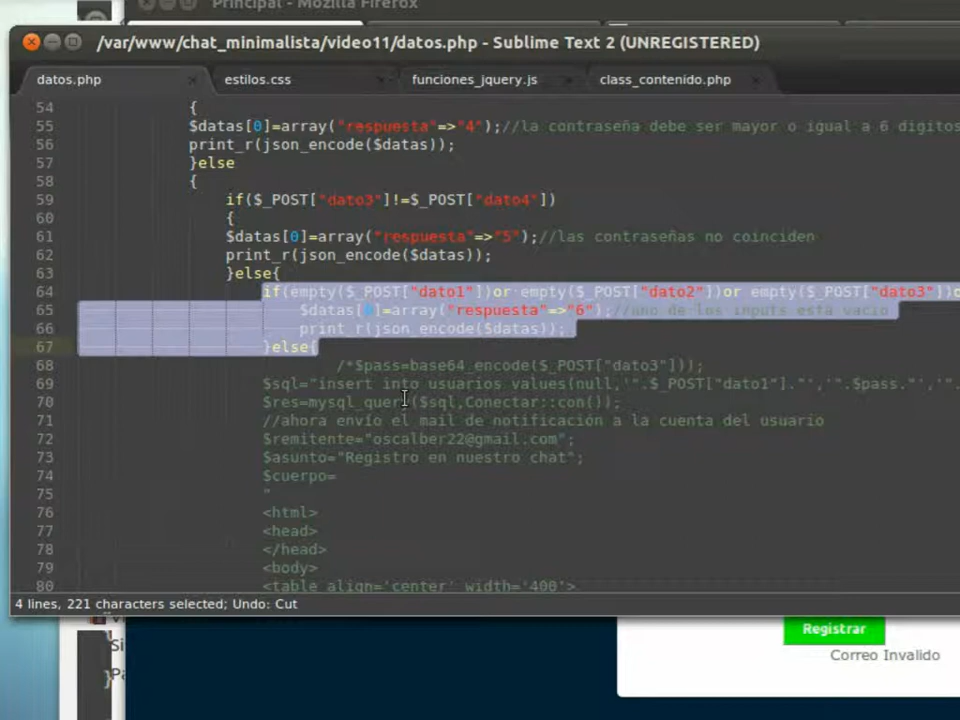 Principal - Mozilla Firefox
/var/www/chat_minimalista/video11/datos.php - Sublime Text 2 (UNREGISTERED)
datos.php × estilos.css × funciones_jquery.js × class_contenido.php ×
54 {
55 $datas[0]=array("respuesta"=>"4");//la contraseña debe ser mayor o igual a 6 digitos
56 print_r(json_encode($datas));
57 }else
58 {
59 if($_POST["dato3"]!=$_POST["dato4"])
60 {
61 $datas[0]=array("respuesta"=>"5");//las contraseñas no coinciden
62 print_r(json_encode($datas));
63 }else{
64 if(empty($_POST["dato1"])or empty($_POST["dato2"])or empty($_POST["dato3"])o
65 $datas[0]=array("respuesta"=>"6");//uno de los inputs esta vacio
66 print_r(json_encode($datas));
67 }else{
68 /*$pass=base64_encode($_POST["dato3"]);
69 $sql="insert into usuarios values(null,'".$_POST["dato1"]."','".$pass."','".
70 $res=mysql_query($sql,Conectar::con());
71 //ahora envío el mail de notificación a la cuenta del usuario
72 $remitente="oscalber22@gmail.com";
73 $asunto="Registro en nuestro chat";
74 $cuerpo=
75 "
76 <html>
77 <head>
78 </head>
79 <body>
80 <table align='center' width='400'>
4 lines, 221 characters selected; Undo: Cut
Registrar
Si
Correo Invalido
Pa
}